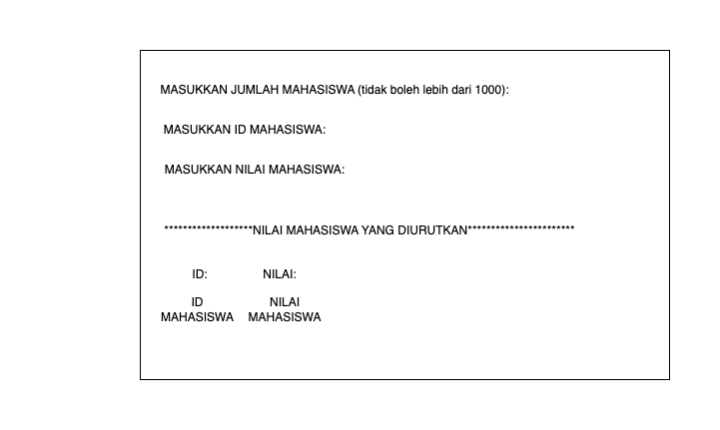 MASUKKAN JUMLAH MAHASISWA (tidak boleh lebih dari 1000):
MASUKKAN ID MAHASISWA:
MASUKKAN NILAI MAHASISWA:
*******************NILAI MAHASISWA YANG DIURUTKAN***********************
ID: NILAI:
ID NILAI
MAHASISWA MAHASISWA